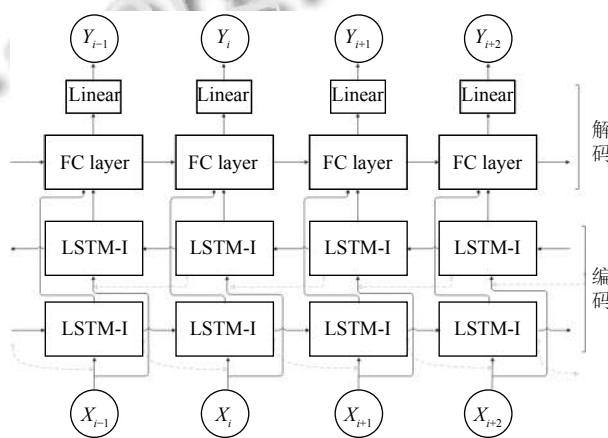 Y_{i−1} Y_i Y_{i+1} Y_{i+2}
Linear Linear Linear Linear
FC layer FC layer FC layer FC layer
解码
LSTM-I LSTM-I LSTM-I LSTM-I
编码
LSTM-I LSTM-I LSTM-I LSTM-I
X_{i−1} X_i X_{i+1} X_{i+2}